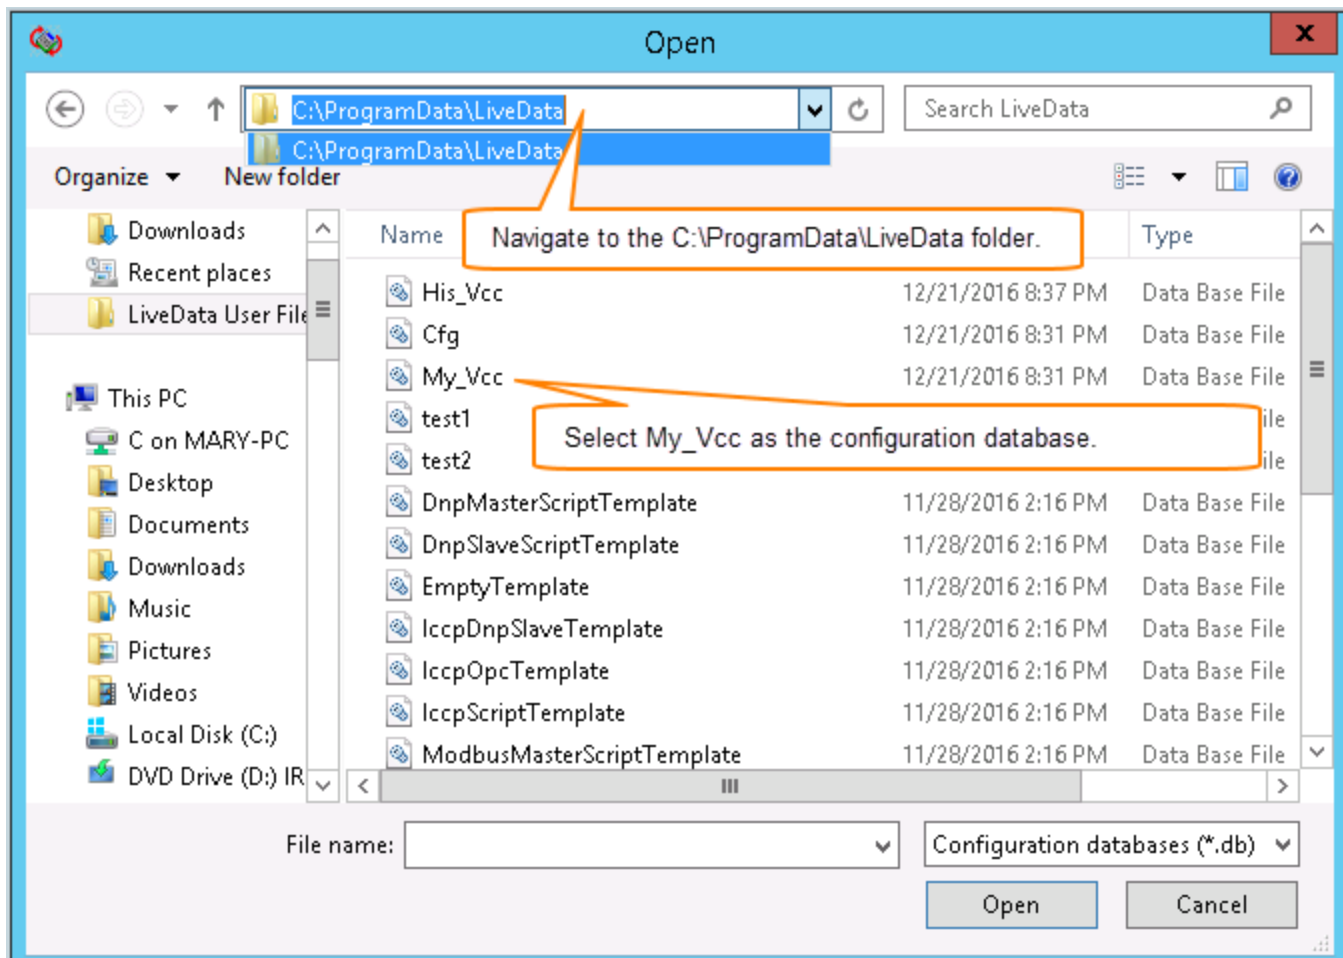 Open
x
C:\ProgramData\LiveData
Search LiveData
C:\ProgramData\LiveData
Organize
New folder
Downloads
Recent places
LiveData User File
This PC
C on MARY-PC
Desktop
Documents
Downloads
Music
Pictures
Videos
Local Disk (C:)
DVD Drive (D:) IR
Navigate to the C:\ProgramData\LiveData folder.
Name
Type
His_Vcc 12/21/2016 8:37 PM Data Base File
Cfg 12/21/2016 8:31 PM Data Base File
My_Vcc 12/21/2016 8:31 PM Data Base File
test1 ile
Select My_Vcc as the configuration database.
test2 ile
DnpMasterScriptTemplate 11/28/2016 2:16 PM Data Base File
DnpSlaveScriptTemplate 11/28/2016 2:16 PM Data Base File
EmptyTemplate 11/28/2016 2:16 PM Data Base File
IccpDnpSlaveTemplate 11/28/2016 2:16 PM Data Base File
IccpOpcTemplate 11/28/2016 2:16 PM Data Base File
IccpScriptTemplate 11/28/2016 2:16 PM Data Base File
ModbusMasterScriptTemplate 11/28/2016 2:16 PM Data Base File
File name:
Configuration databases (*.db)
Open
Cancel